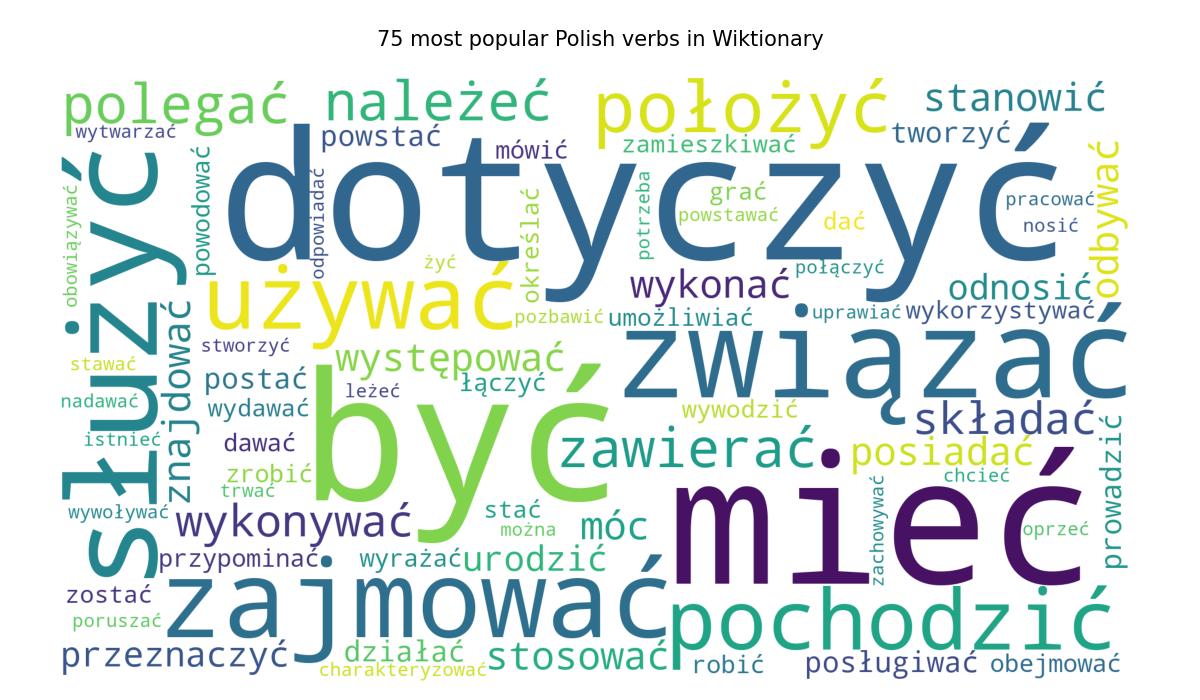 75 most popular Polish verbs in Wiktionary
polegać
należeć
położyć
stanowić
wytwarzać
powstać
mówić
zamieszkiwać
tworzyć
służyć
obowiązywać
powodować
dotyczyć
odpowiadać
określać
potrzeba
grać
powstawać
dać
pracować
nosić
odbywać
żyć
połączyć
używać
wykonać
odnosić
pozbawić
umożliwiać
uprawiać
wykorzystywać
stworzyć
znajdować
występować
związać
stawać
postać
leżeć
łączyć
nadawać
wydawać
być
wywodzić
składać
istnieć
dawać
zawierać
posiadać
prowadzić
zrobić
trwać
mieć
chcieć
wywoływać
wykonywać
stać
można
móc
zachowywać
oprzeć
przypominać
wyrażać
urodzić
zostać
zajmować
pochodzić
poruszać
przeznaczyć
działać
charakteryzować
stosować
robić
posługiwać
obejmować